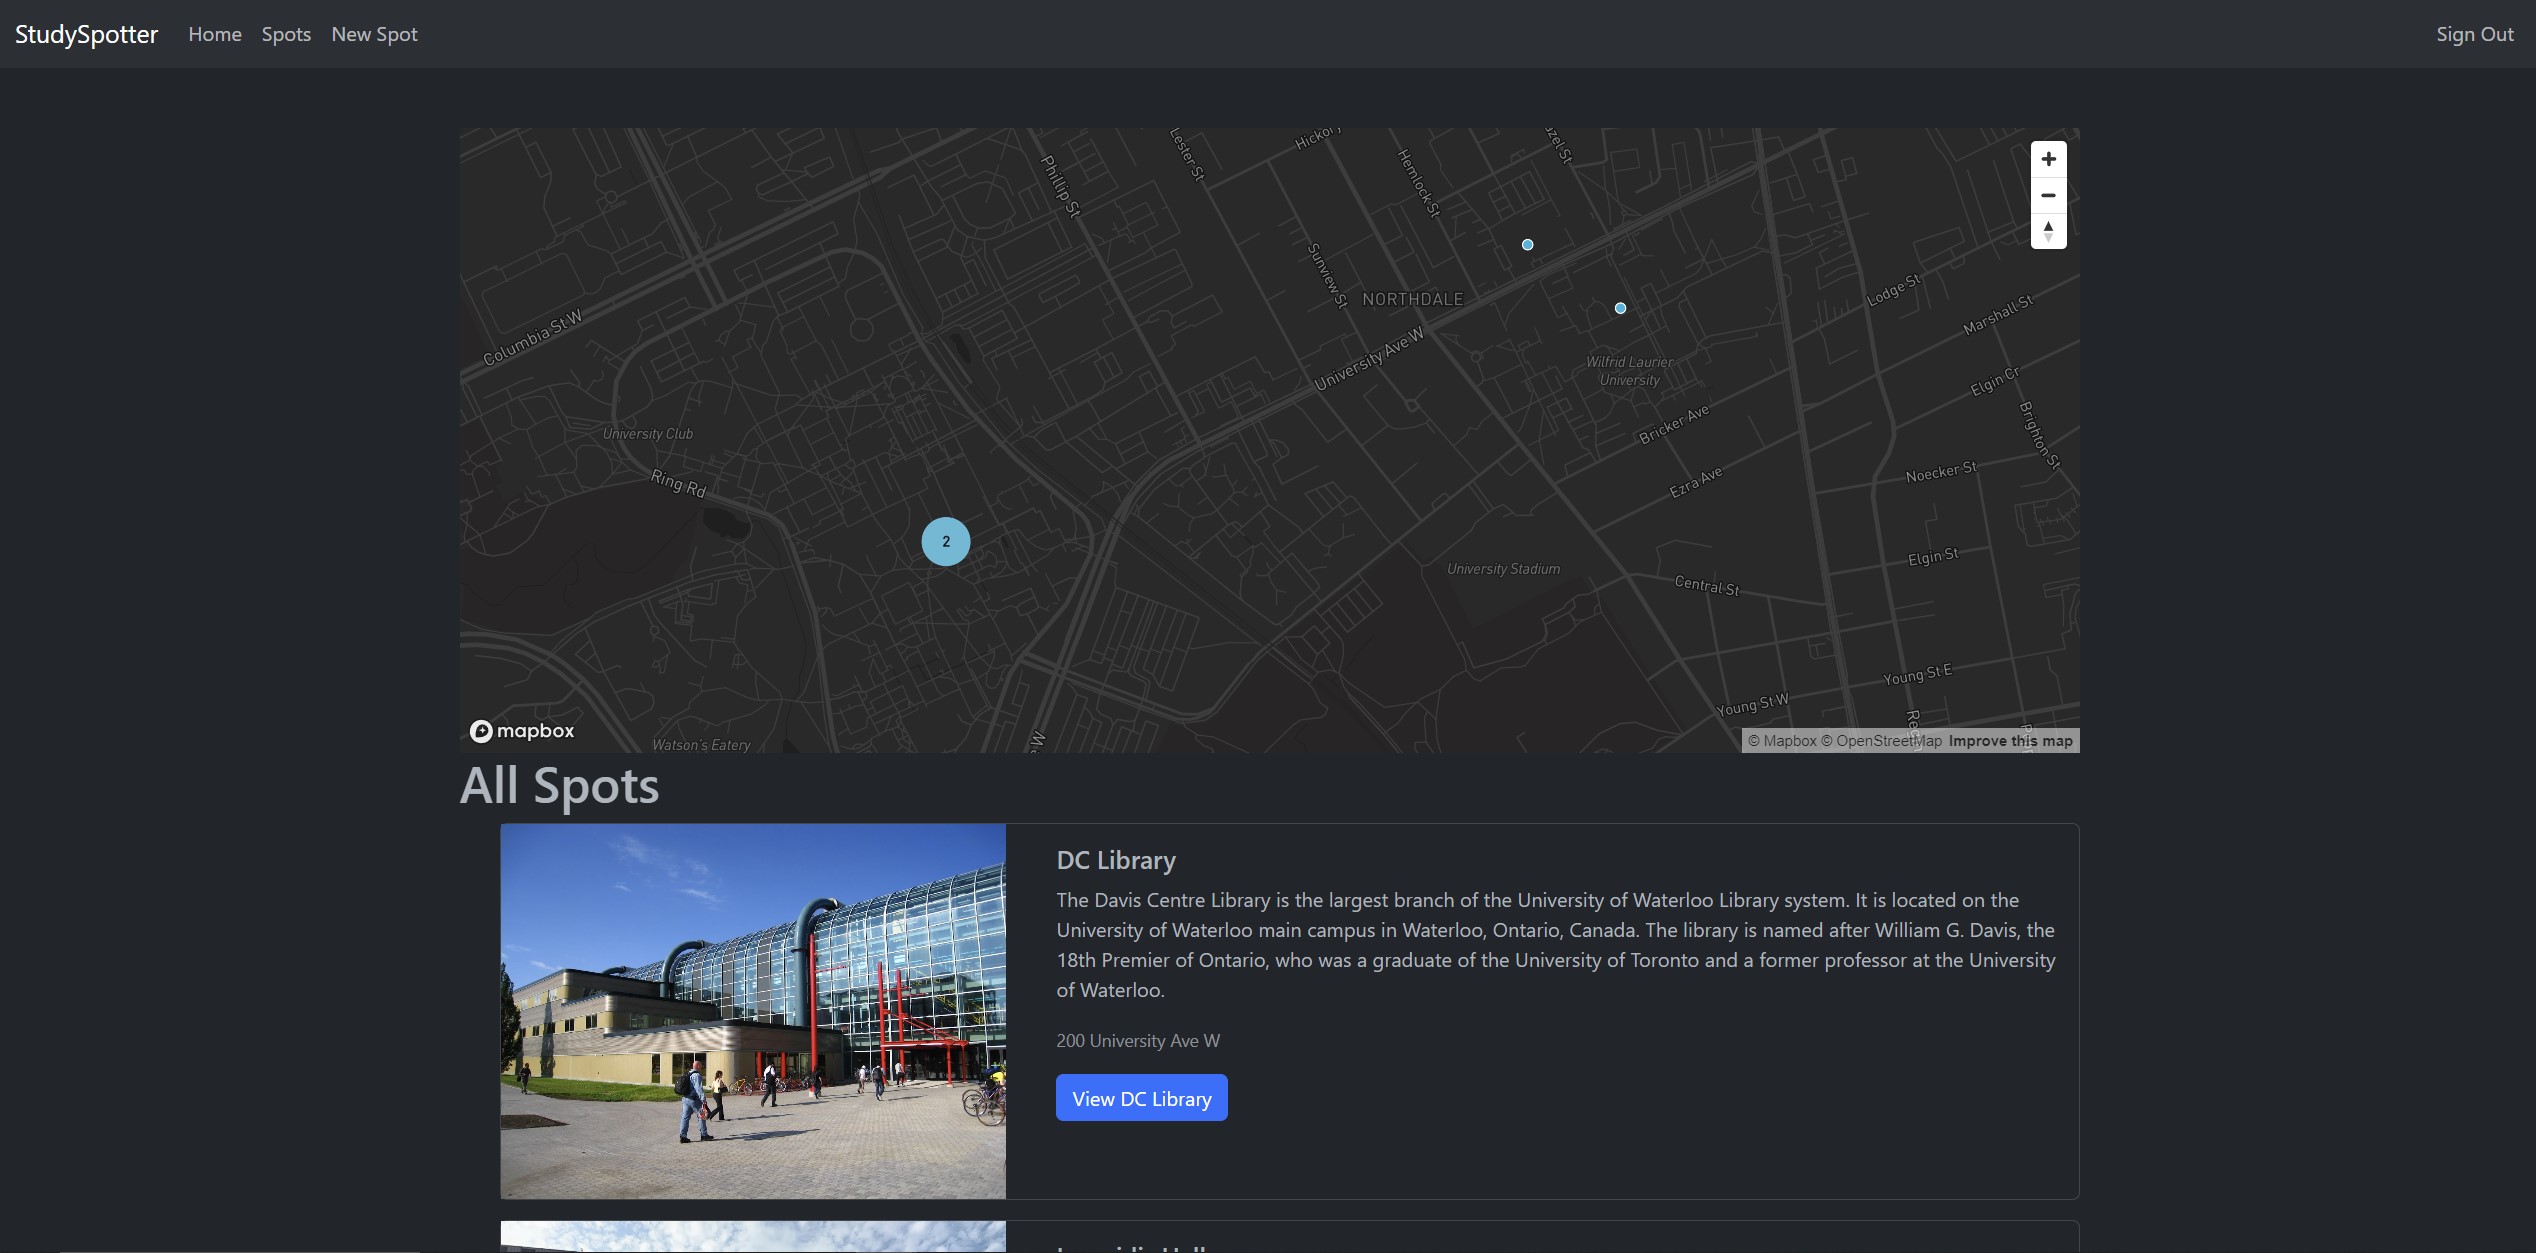 StudySpotter Home Spots New Spot Sign Out
Lester St
Hickory
Hazel St
Phillip St
Hemlock St
Sunview St
NORTHDALE
Lodge St
Columbia St W
Marshall St
University Ave W
Wilfrid Laurier
University
Elgin Cr
Bricker Ave
Brighton St
University Club
Ring Rd
Noecker St
Ezra Ave
2
Elgin St
University Stadium
Central St
Young St E
Young St W
mapbox
Watson's Eatery
W
© Mapbox © OpenStreetMap Improve this map
All Spots
DC Library
The Davis Centre Library is the largest branch of the University of Waterloo Library system. It is located on the
University of Waterloo main campus in Waterloo, Ontario, Canada. The library is named after William G. Davis, the
18th Premier of Ontario, who was a graduate of the University of Toronto and a former professor at the University
of Waterloo.
200 University Ave W
View DC Library